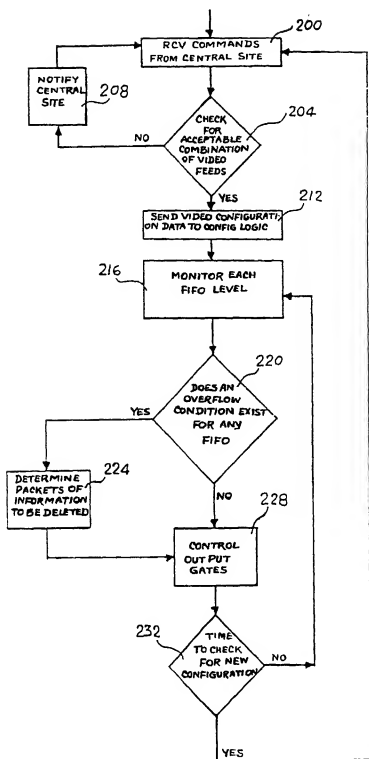 200
RCV COMMANDS
FROM CENTRAL SITE
NOTIFY
CENTRAL
SITE
208
204
CHECK
FOR
ACCEPTABLE
COMBINATION
OF VIDEO
FEEDS
NO
YES
212
SEND VIDEO CONFIGURATI
ON DATA TO CONFIG LOGIC
216
MONITOR EACH
FIFO LEVEL
220
DOES AN
OVERFLOW
CONDITION EXIST
FOR ANY
FIFO
YES
NO
224
DETERMINE
PACKETS OF
INFORMATION
TO BE DELETED
228
CONTROL
OUT PUT
GATES
232
TIME
TO CHECK
FOR NEW
CONFIGURATION
NO
YES